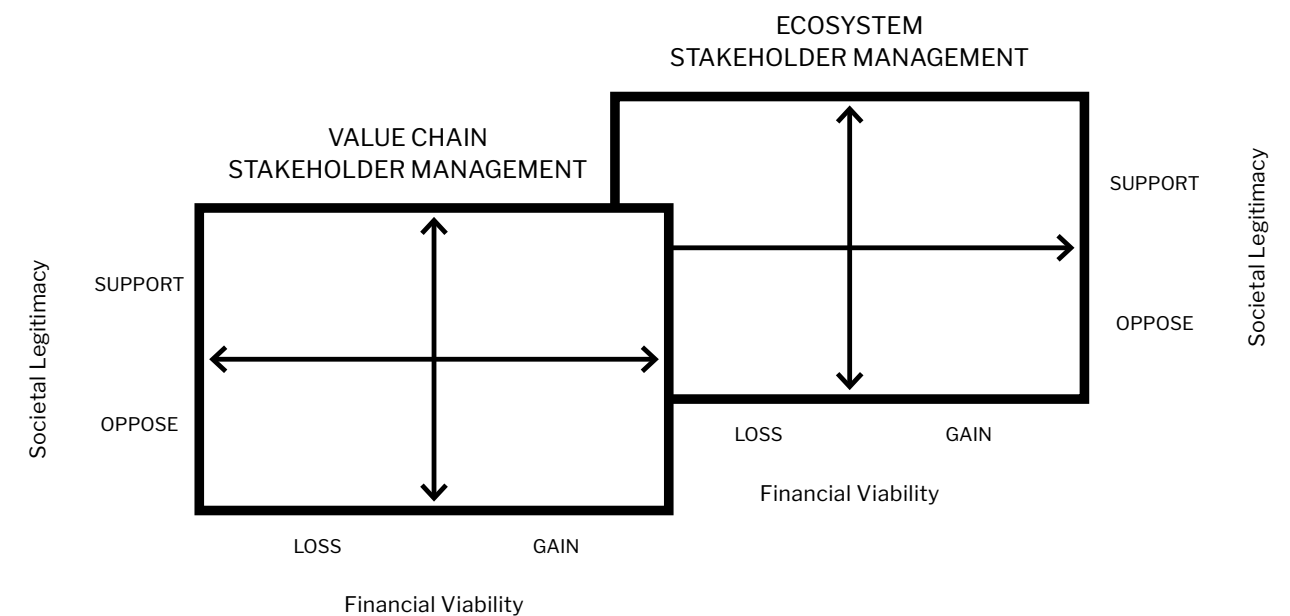 ECOSYSTEM
STAKEHOLDER MANAGEMENT
VALUE CHAIN
STAKEHOLDER MANAGEMENT
Societal Legitimacy
SUPPORT
OPPOSE
LOSS
GAIN
Financial Viability
SUPPORT
OPPOSE
Societal Legitimacy
LOSS
GAIN
Financial Viability